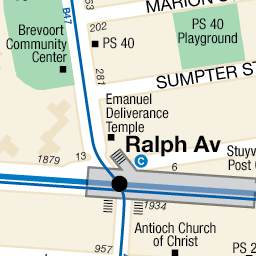 MARION S
B47
202
PS 40
Playground
Brevoort
Community
Center
PS 40
281
SUMPTER ST
Emanuel
Deliverance
Temple
Ralph Av
C
Stuyv
Post
1879
13
6
1934
Antioch Church
of Christ
957
PS 2